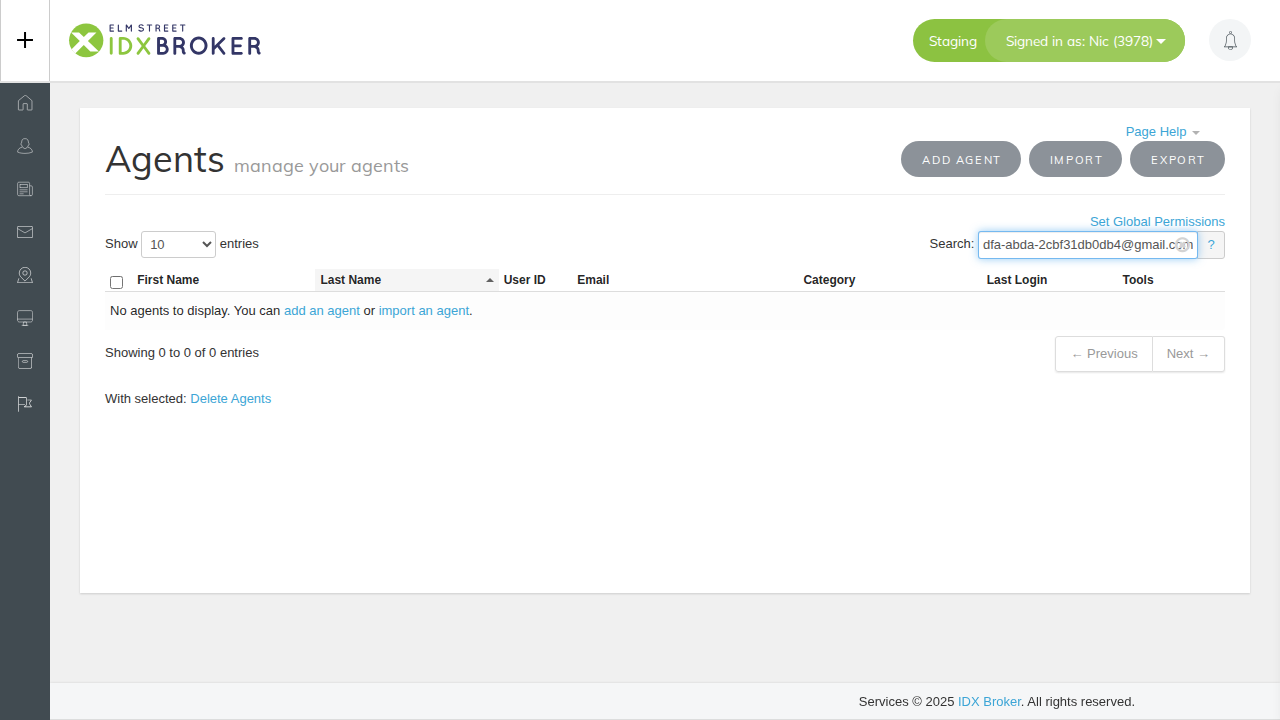 ELM STREET
IDXBROKER
Staging
Signed in as: Nic (3978)
Page Help
Agents manage your agents
ADD AGENT
IMPORT
EXPORT
Set Global Permissions
Show 10 entries
Search: dfa-abda-2cbf31db0db4@gmail.com ?
First Name Last Name User ID Email Category Last Login Tools
No agents to display. You can add an agent or import an agent.
Showing 0 to 0 of 0 entries
← Previous
Next →
With selected: Delete Agents
Services © 2025 IDX Broker. All rights reserved.